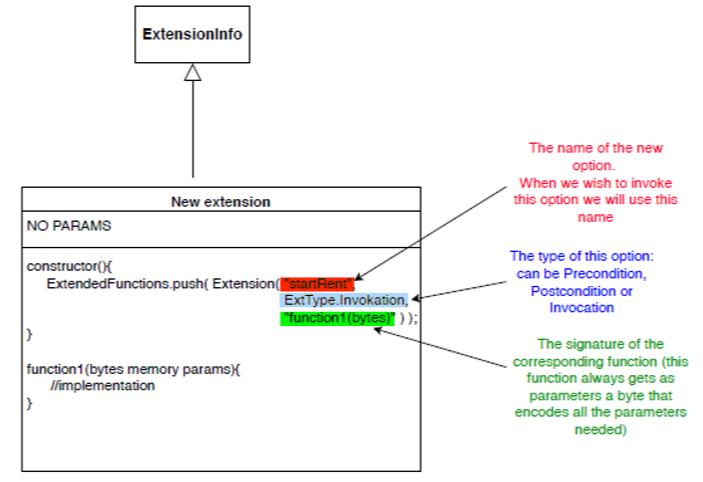 ExtensionInfo
New extension
NO PARAMS
constructor(){
ExtendedFunctions.push( Extension( "startRent",
ExtType.Invokation,
"function1(bytes)" ) );
}
function1(bytes memory params){
//implementation
}
The name of the new
option.
When we wish to invoke
this option we will use this
name
The type of this option:
can be Precondition,
Postcondition or
Invocation
The signature of the
corresponding function (this
function always gets as
parameters a byte that
encodes all the parameters
needed)